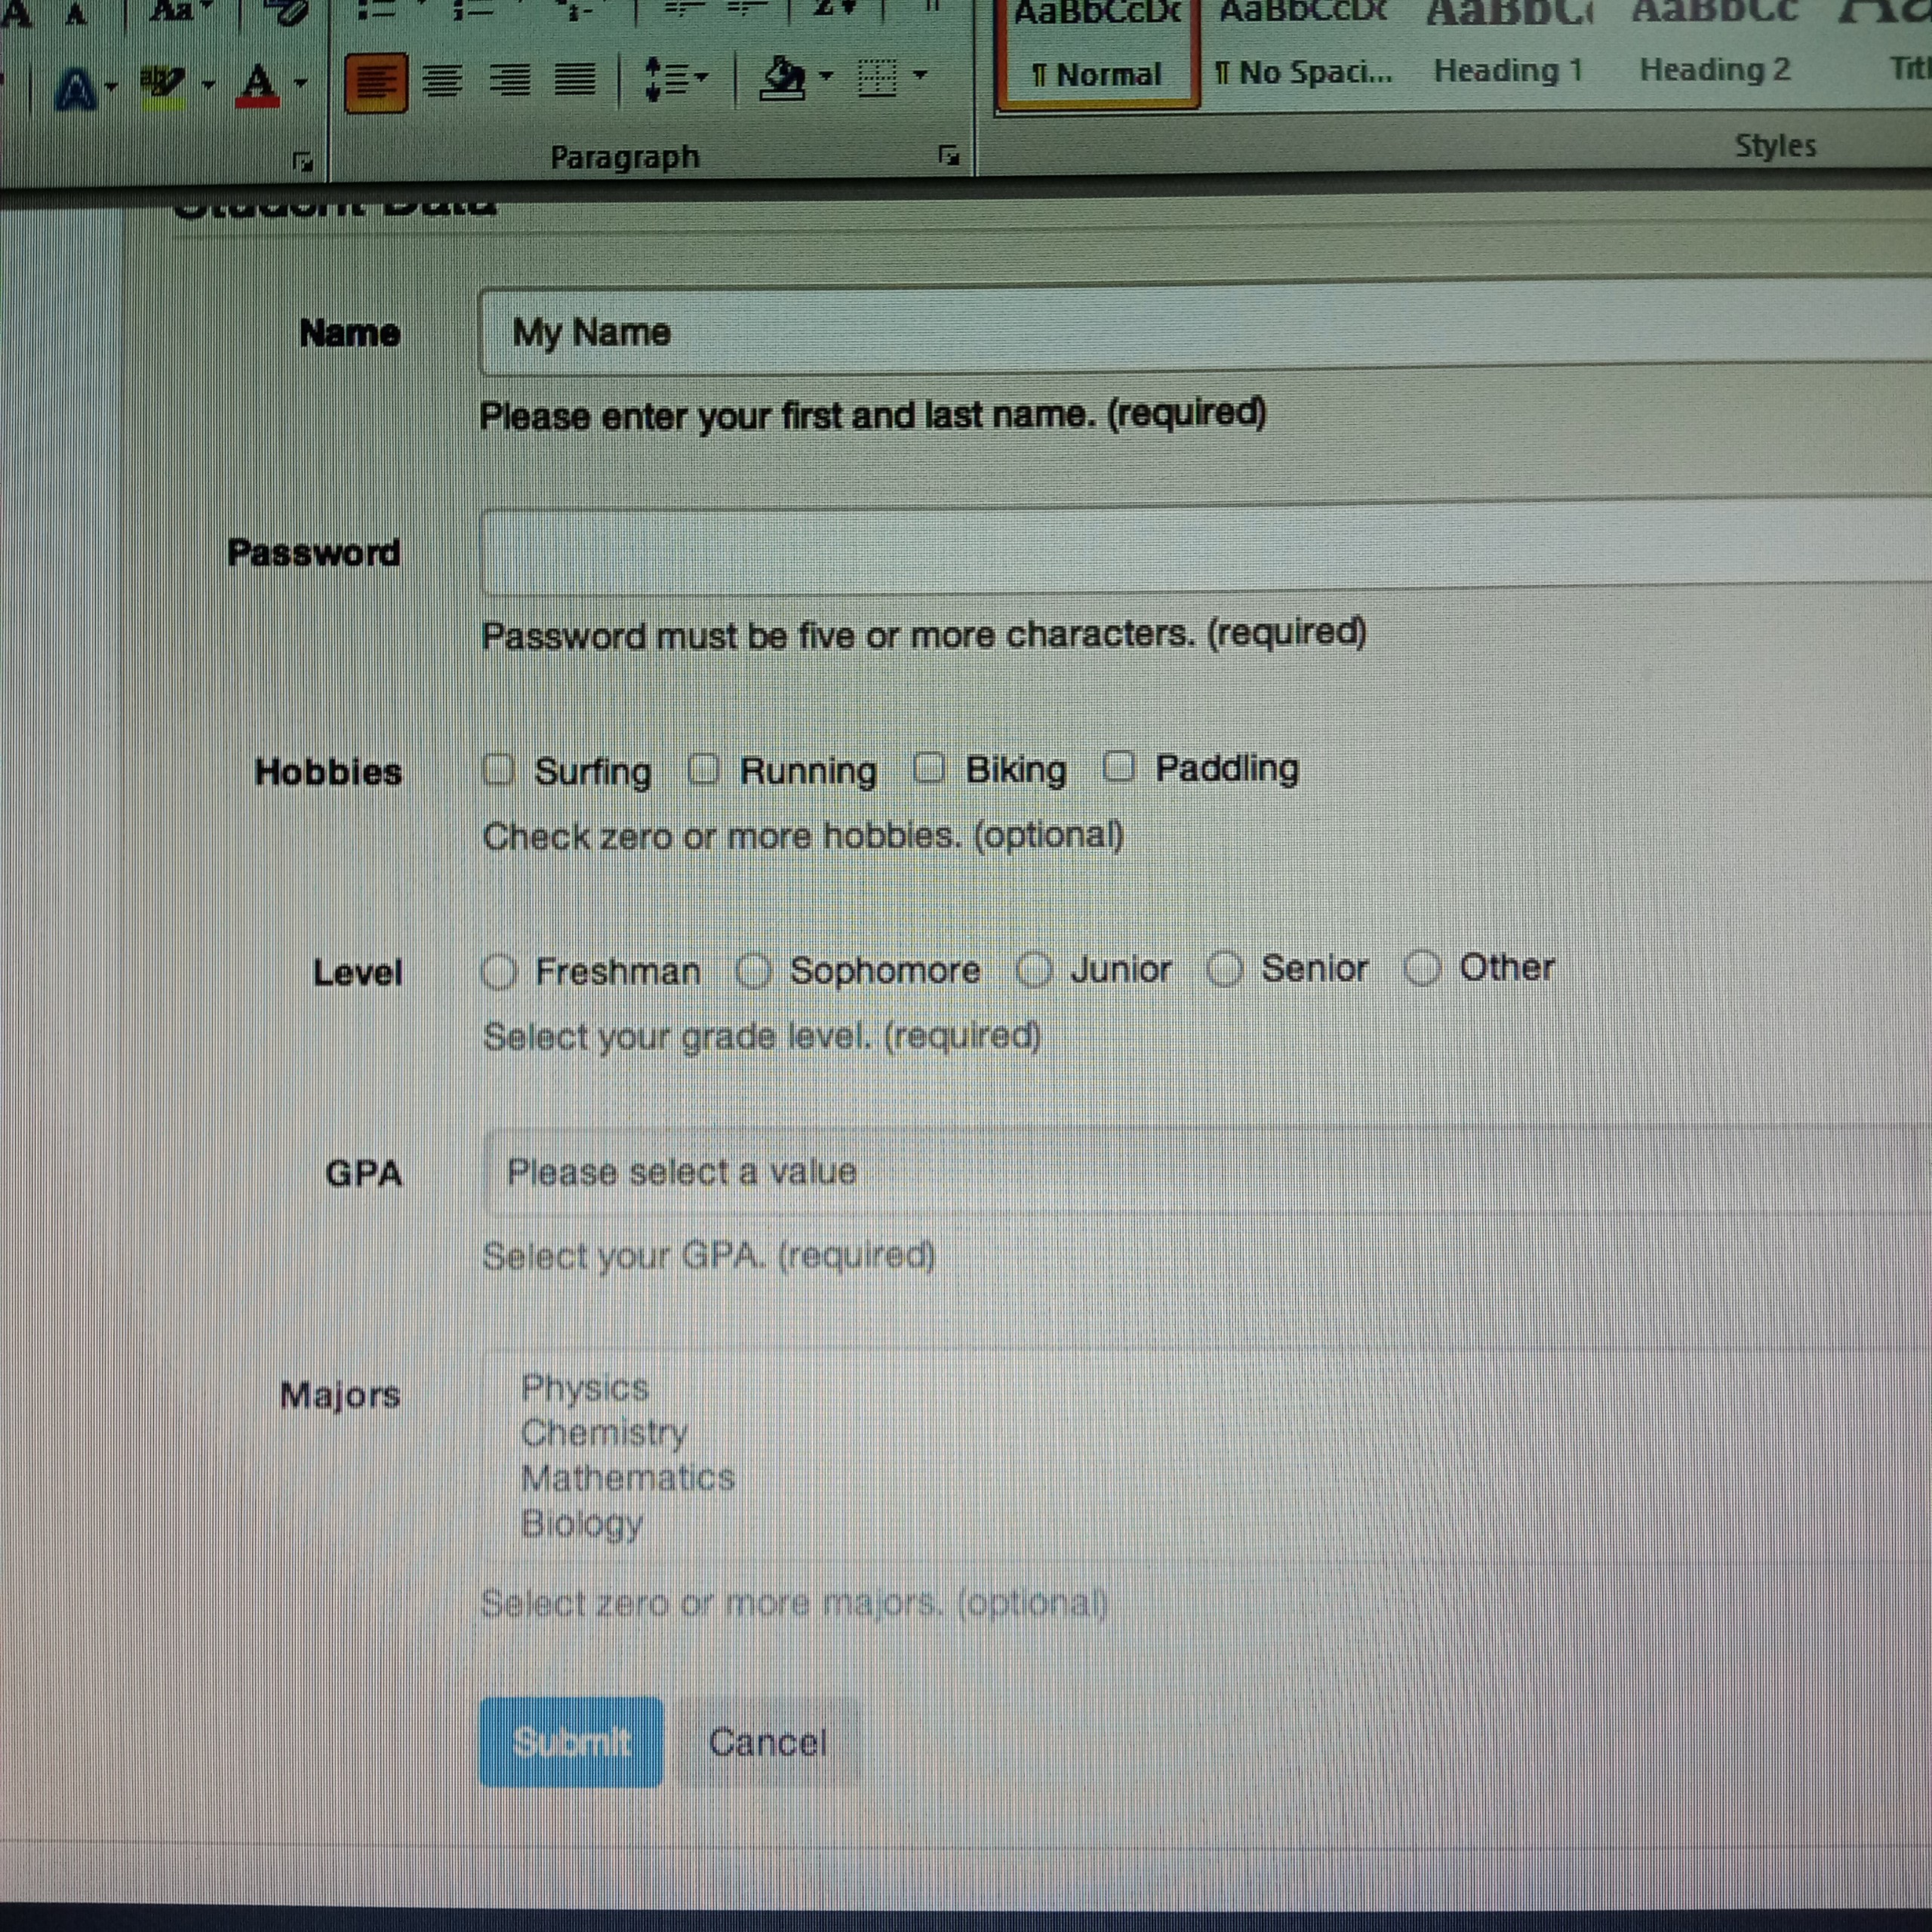 Aa
AaBbCcDc AaBbCcDc AaBbC AaBbCc
A A ¶ Normal ¶ No Spaci... Heading 1 Heading 2
Paragraph Styles
Student Data
Name My Name
Please enter your first and last name. (required)
Password
Password must be five or more characters. (required)
Hobbies Surfing Running Biking Paddling
Check zero or more hobbies. (optional)
Level Freshman Sophomore Junior Senior Other
Select your grade level. (required)
GPA Please select a value
Select your GPA. (required)
Majors Physics
Chemistry
Mathematics
Biology
Select zero or more majors. (optional)
Submit Cancel